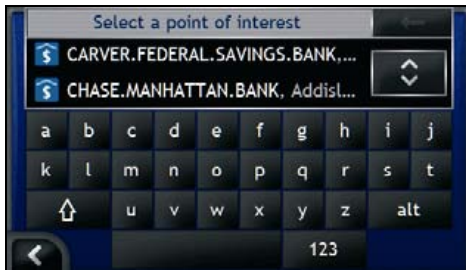 Select a point of interest
$ CARVER.FEDERAL.SAVINGS.BANK,...
$ CHASE.MANHATTAN.BANK, Addisl...
a b c d e f g h i j
k l m n o p q r s t
u v w x y z alt
123